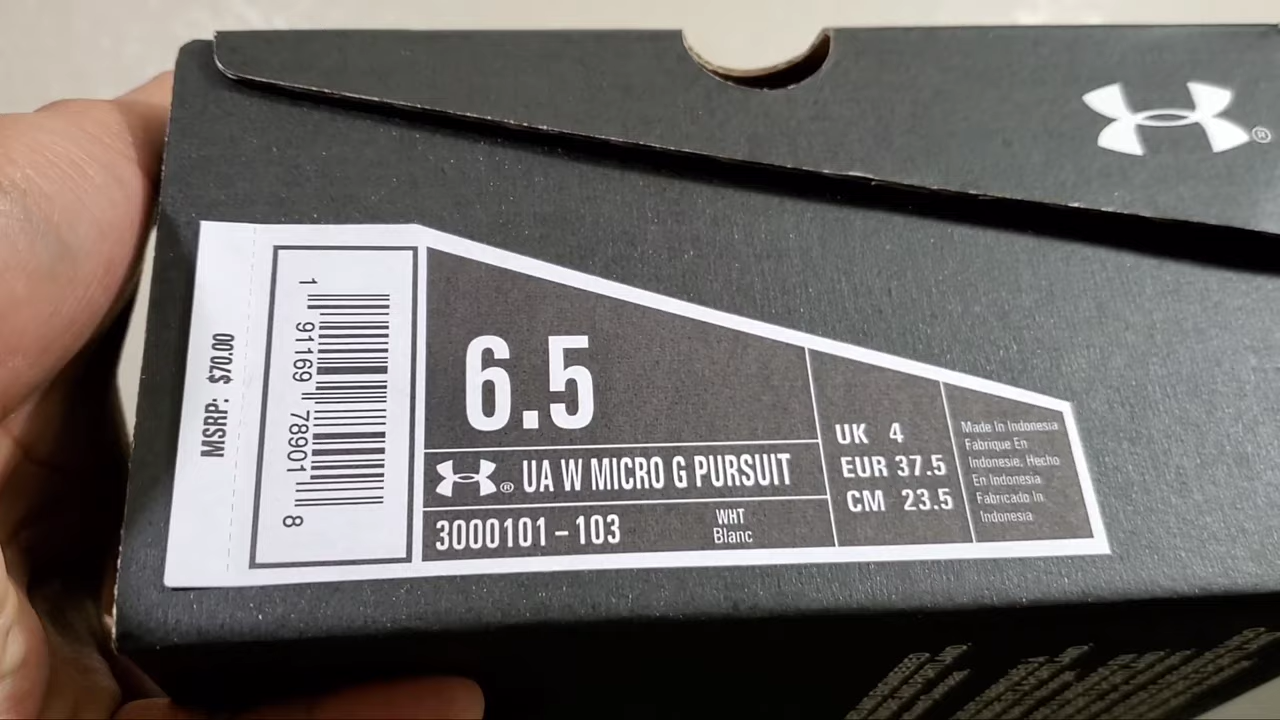 ®
MSRP: $70.00
1 91169 78901 8
6.5
® UA W MICRO G PURSUIT
3000101-103
WHT
Blanc
UK 4
EUR 37.5
CM 23.5
Made In Indonesia
Fabrique En
Indonesie, Hecho
En Indonesia
Fabricado In
Indonesia